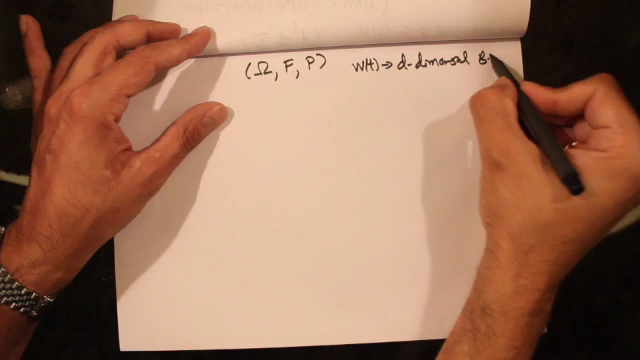 (Ω, F, P) W(t) → d-dimensional B